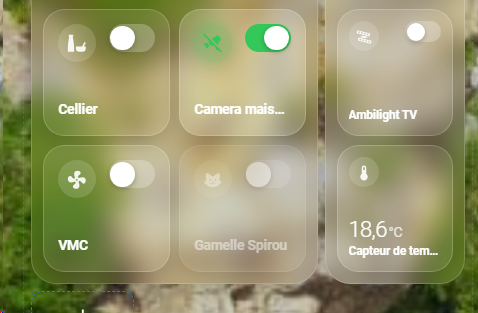 Cellier
Camera mais...
Ambilight TV
VMC
Gamelle Spirou
18,6°C
Capteur de tem...